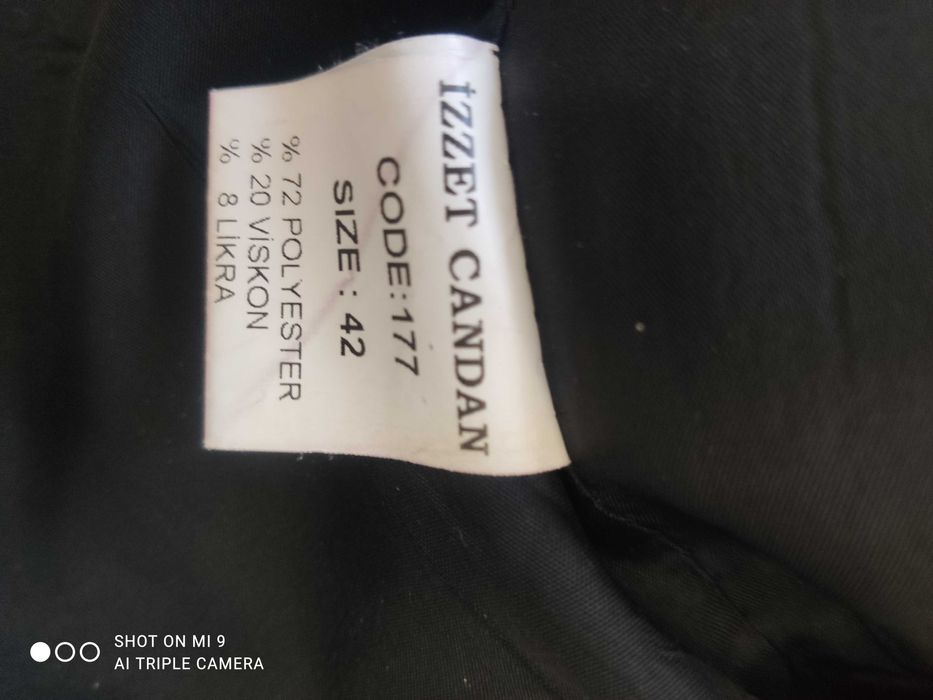 İZZET CANDAN
CODE:177
SIZE : 42
% 72 POLYESTER
% 20 VİSKON
% 8 LİKRA
SHOT ON MI 9
AI TRIPLE CAMERA